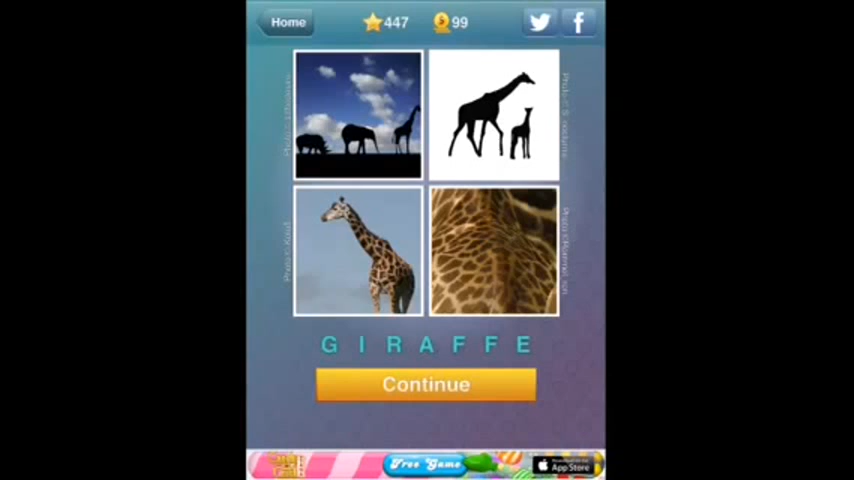 Home
447
99
GIRAFFE
Continue
Free Game
App Store